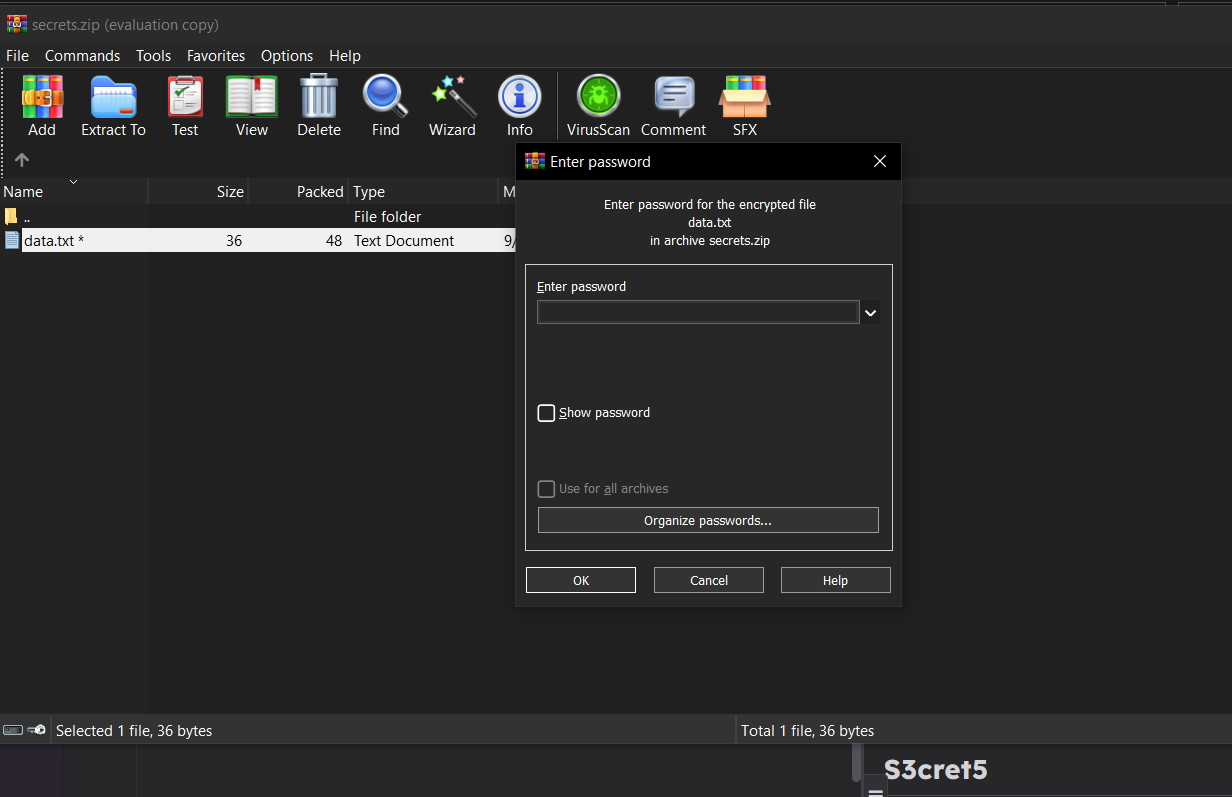 secrets.zip (evaluation copy)
File Commands Tools Favorites Options Help
Add Extract To Test View Delete Find Wizard Info VirusScan Comment SFX
Enter password
Name Size Packed Type M
Enter password for the encrypted file
.. File folder
data.txt
data.txt * 36 48 Text Document 9/
in archive secrets.zip
Enter password
Show password
Use for all archives
Organize passwords...
OK Cancel Help
Selected 1 file, 36 bytes Total 1 file, 36 bytes
S3cret5